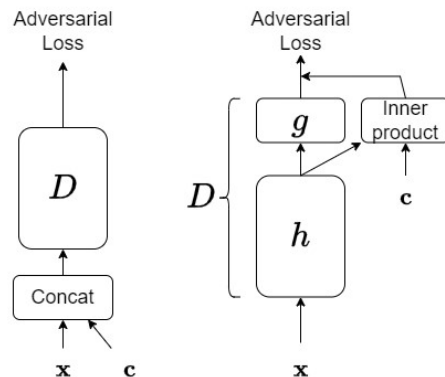 Adversarial
Loss
D
Concat
x c
Adversarial
Loss
g
Inner
product
D
h
c
x